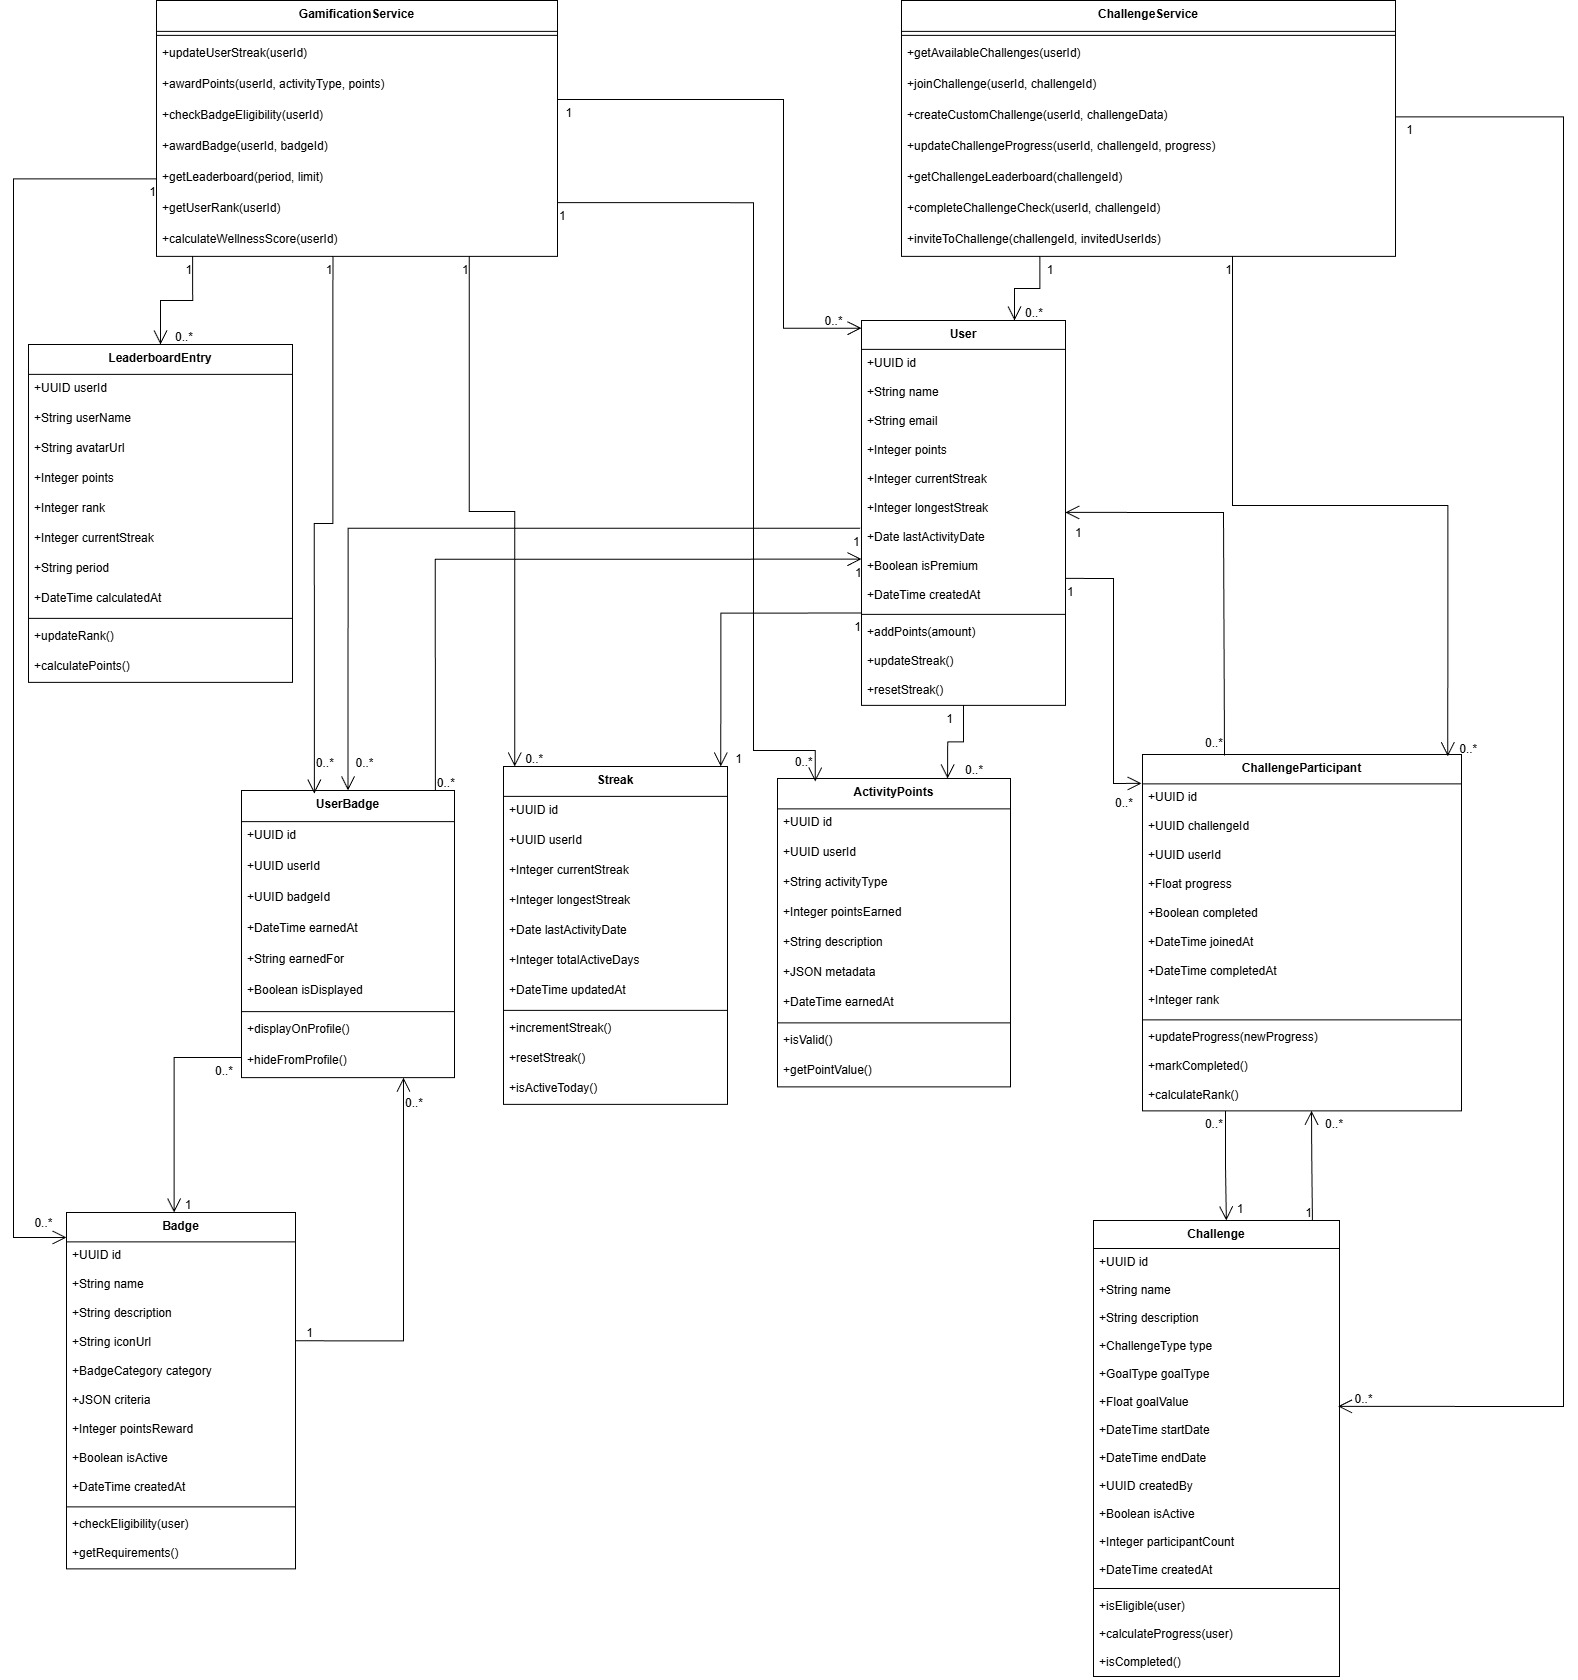 GamificationService
+updateUserStreak(userId)
+awardPoints(userId, activityType, points)
+checkBadgeEligibility(userId)
+awardBadge(userId, badgeId)
+getLeaderboard(period, limit)
+getUserRank(userId)
+calculateWellnessScore(userId)
1
1
1
1
1
1
ChallengeService
+getAvailableChallenges(userId)
+joinChallenge(userId, challengeId)
+createCustomChallenge(userId, challengeData)
+updateChallengeProgress(userId, challengeId, progress)
+getChallengeLeaderboard(challengeId)
+completeChallengeCheck(userId, challengeId)
+inviteToChallenge(challengeId, invitedUserIds)
1
1
1
0..*
LeaderboardEntry
+UUID userId
+String userName
+String avatarUrl
+Integer points
+Integer rank
+Integer currentStreak
+String period
+DateTime calculatedAt
+updateRank()
+calculatePoints()
0..*
0..*
User
+UUID id
+String name
+String email
+Integer points
+Integer currentStreak
+Integer longestStreak
+Date lastActivityDate
+Boolean isPremium
+DateTime createdAt
+addPoints(amount)
+updateStreak()
+resetStreak()
1
1
1
1
1
1
0..*
0..*
0..*
UserBadge
+UUID id
+UUID userId
+UUID badgeId
+DateTime earnedAt
+String earnedFor
+Boolean isDisplayed
+displayOnProfile()
+hideFromProfile()
0..*
0..*
0..*
1
Streak
+UUID id
+UUID userId
+Integer currentStreak
+Integer longestStreak
+Date lastActivityDate
+Integer totalActiveDays
+DateTime updatedAt
+incrementStreak()
+resetStreak()
+isActiveToday()
0..*
0..*
ActivityPoints
+UUID id
+UUID userId
+String activityType
+Integer pointsEarned
+String description
+JSON metadata
+DateTime earnedAt
+isValid()
+getPointValue()
0..*
0..*
0..*
ChallengeParticipant
+UUID id
+UUID challengeId
+UUID userId
+Float progress
+Boolean completed
+DateTime joinedAt
+DateTime completedAt
+Integer rank
+updateProgress(newProgress)
+markCompleted()
+calculateRank()
0..*
0..*
1
0..*
Badge
+UUID id
+String name
+String description
+String iconUrl
+BadgeCategory category
+JSON criteria
+Integer pointsReward
+Boolean isActive
+DateTime createdAt
+checkEligibility(user)
+getRequirements()
1
1
1
Challenge
+UUID id
+String name
+String description
+ChallengeType type
+GoalType goalType
+Float goalValue
+DateTime startDate
+DateTime endDate
+UUID createdBy
+Boolean isActive
+Integer participantCount
+DateTime createdAt
+isEligible(user)
+calculateProgress(user)
+isCompleted()
0..*